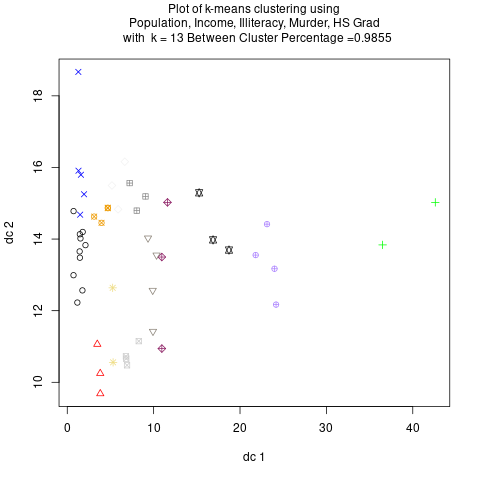 Plot of k-means clustering using
Population, Income, Illiteracy, Murder, HS Grad
with k = 13 Between Cluster Percentage =0.9855
18
16
14
12
10
dc 2
0 10 20 30 40
dc 1